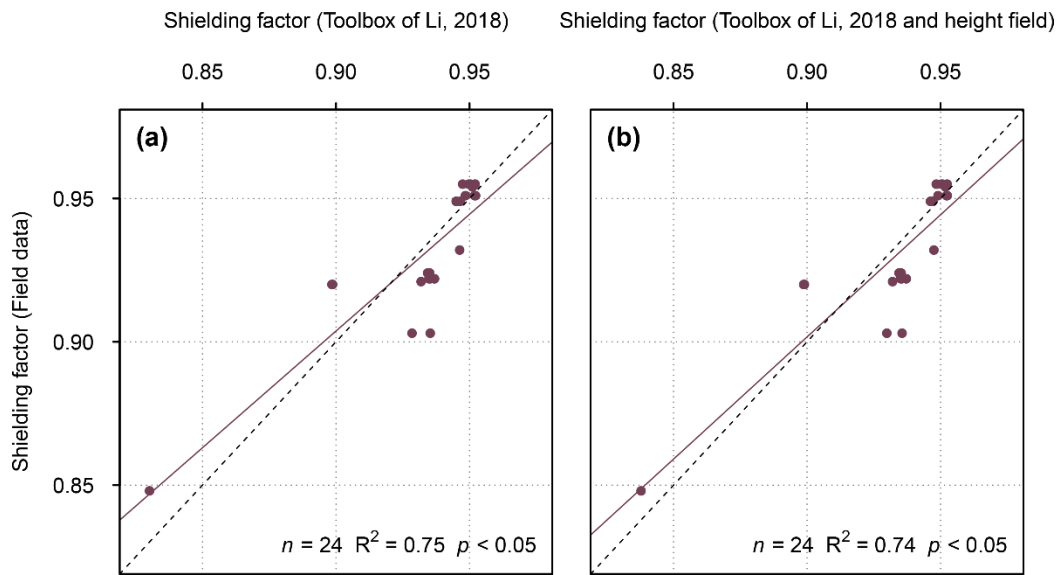 Shielding factor (Toolbox of Li, 2018)
Shielding factor (Toolbox of Li, 2018 and height field)
0.85 0.90 0.95
0.85 0.90 0.95
(a)
(b)
Shielding factor (Field data)
0.95
0.90
0.85
n = 24 R² = 0.75 p < 0.05
n = 24 R² = 0.74 p < 0.05